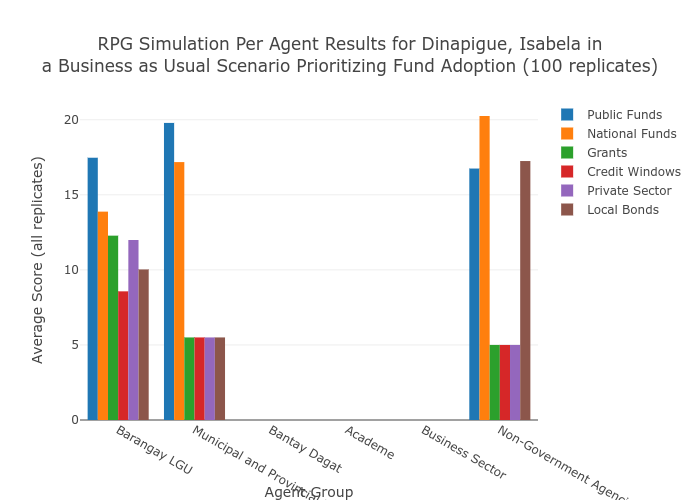 RPG Simulation Per Agent Results for Dinapigue, Isabela in
a Business as Usual Scenario Prioritizing Fund Adoption (100 replicates)
Public Funds
National Funds
Grants
Credit Windows
Private Sector
Local Bonds
Average Score (all replicates)
20
15
10
5
0
Barangay LGU
Municipal and
Bantay Dagat
Academe
Business Sector
Non-Government
Agent Group